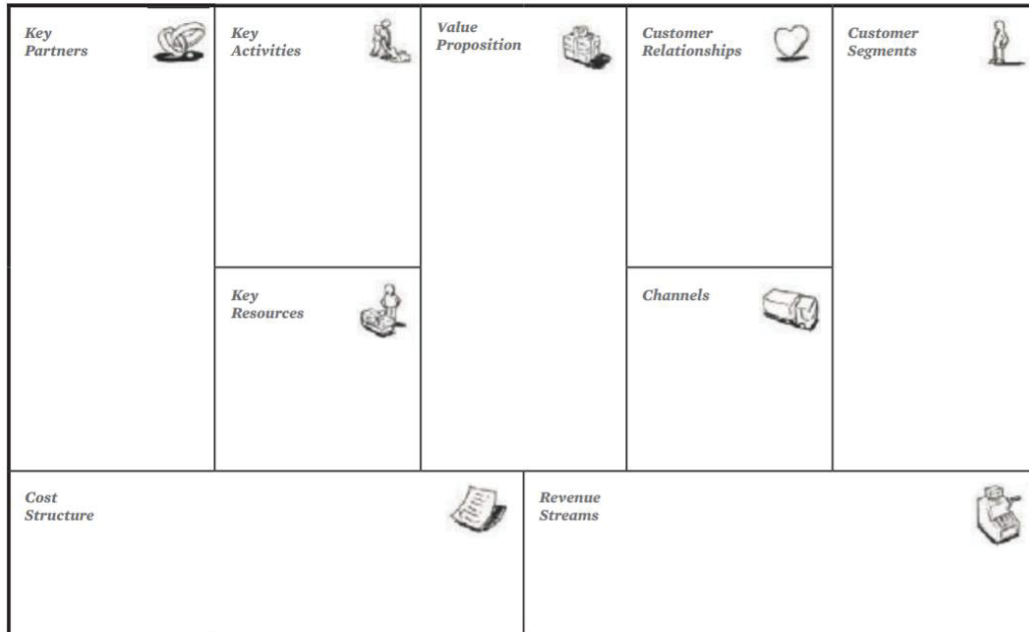 Key
Partners
Key
Activities
Value
Proposition
Customer
Relationships
Customer
Segments
Key
Resources
Channels
Cost
Structure
Revenue
Streams